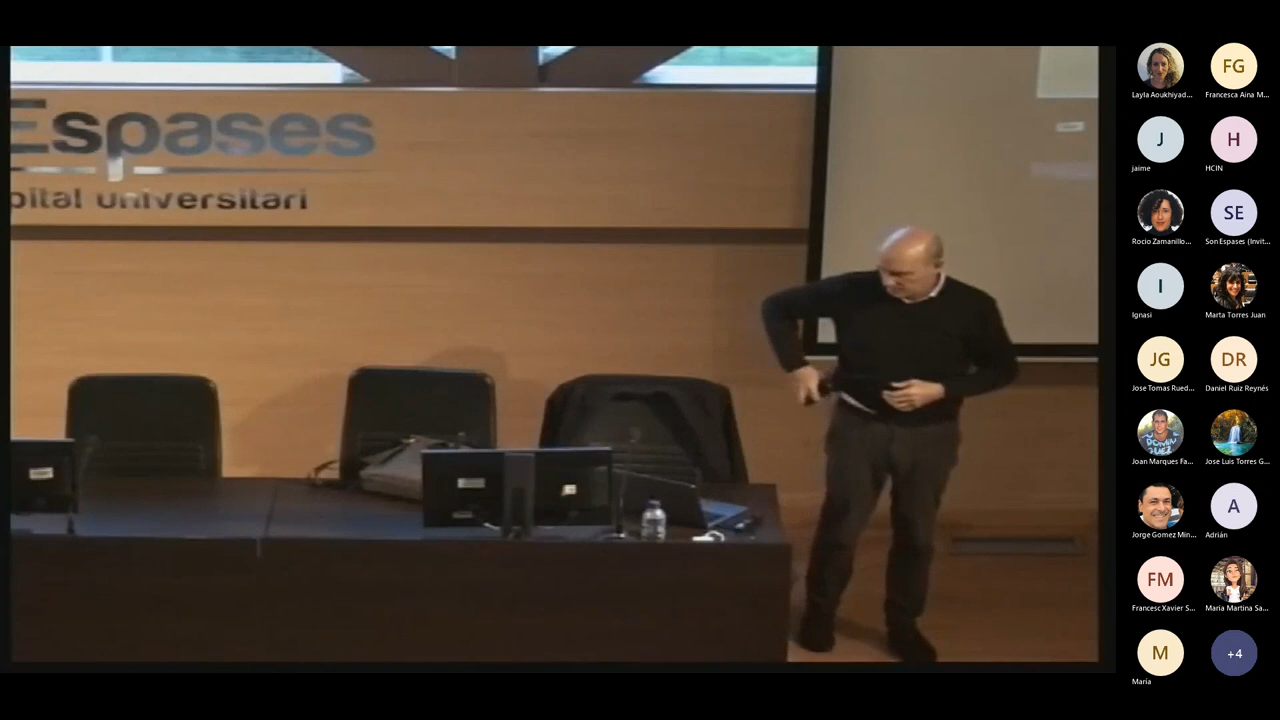 Espases
pital universitari
Layla Aoukhiyad...
FG
Francesca Aina M...
J
jaime
H
HCIN
Rocio Zamanillo...
SE
Son Espases (Invit...
I
Ignasi
Marta Torres Juan
JG
Jose Tomas Rued...
DR
Daniel Ruiz Reynés
Joan Marques Fa...
Jose Luis Torres G...
Jorge Gomez Min...
A
Adrián
FM
Francesc Xavier S...
Maria Martina Sa...
M
Maria
+4